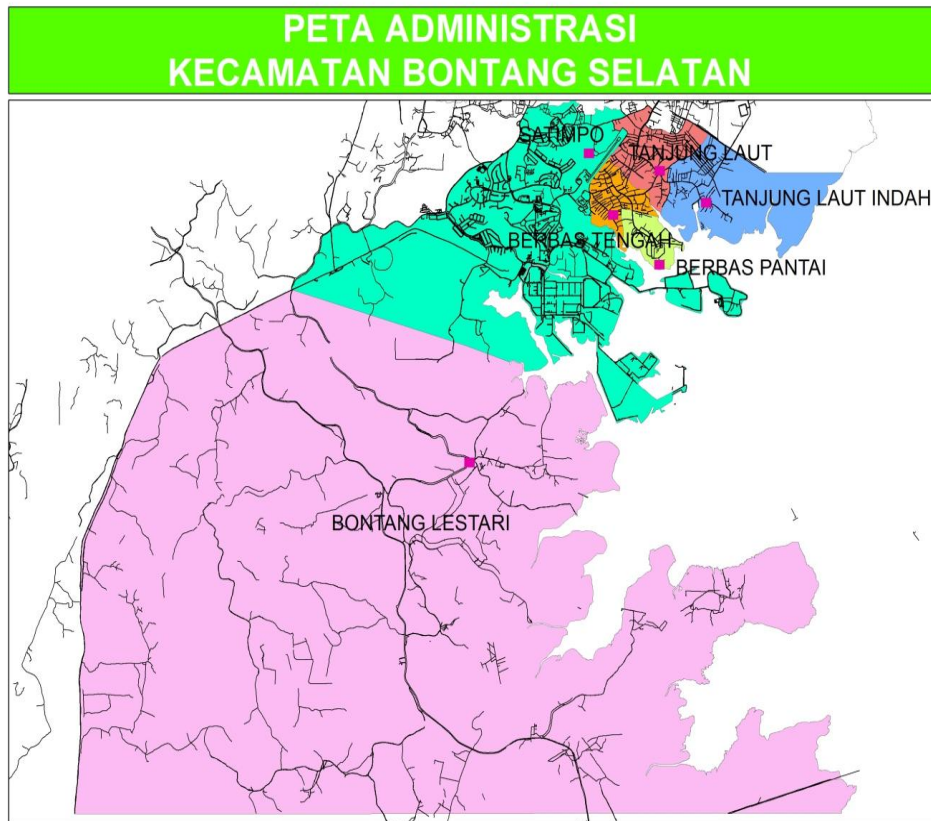 PETA ADMINISTRASI
KECAMATAN BONTANG SELATAN
SATIMPO
TANJUNG LAUT
TANJUNG LAUT INDAH
BERBAS TENGAH
BERBAS PANTAI
BONTANG LESTARI